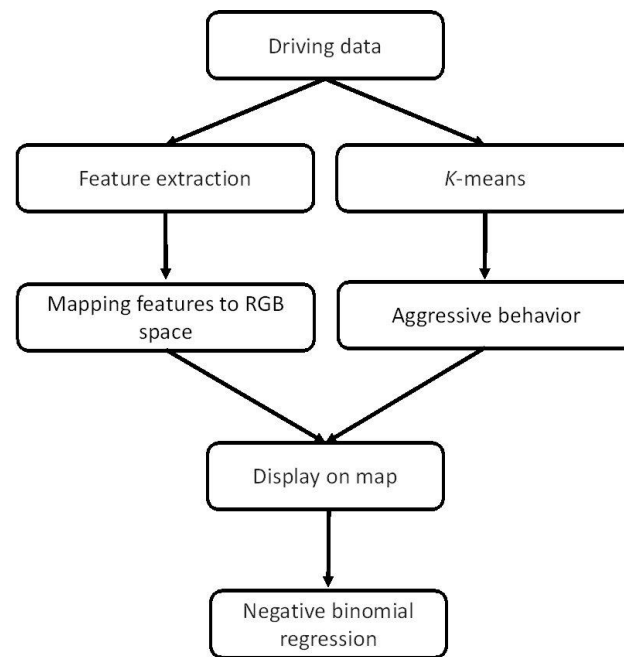 Driving data
Feature extraction
K-means
Mapping features to RGB
space
Aggressive behavior
Display on map
Negative binomial
regression